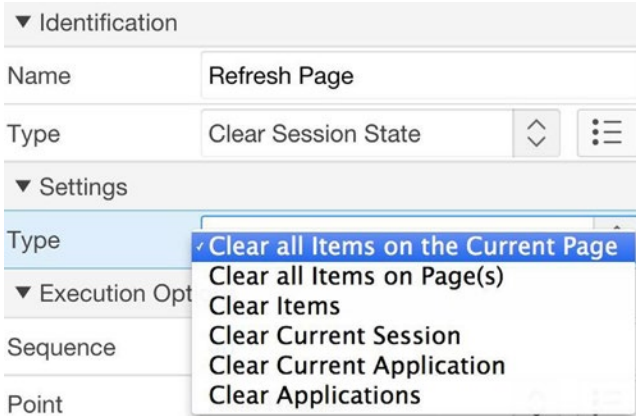 ▼ Identification
Name Refresh Page
Type Clear Session State
▼ Settings
Type
✓ Clear all Items on the Current Page
Clear all Items on Page(s)
▼ Execution Opt
Clear Items
Clear Current Session
Sequence
Clear Current Application
Clear Applications
Point